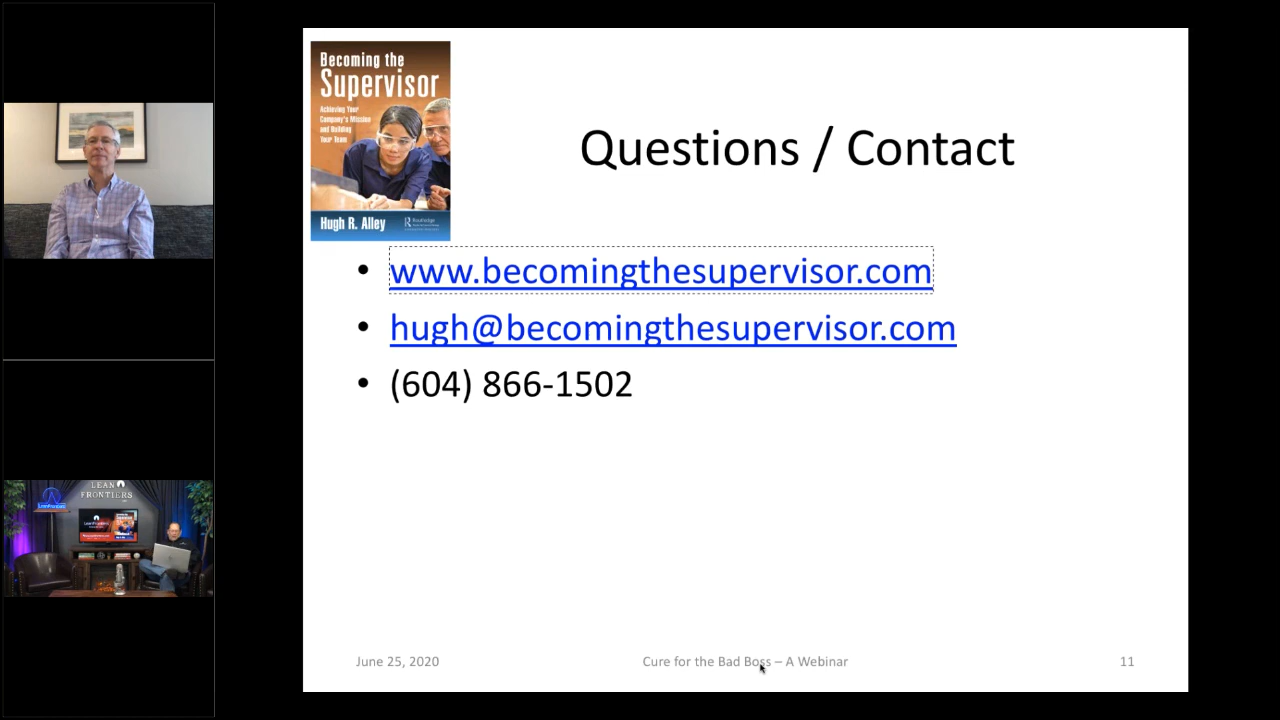 Becoming the
Supervisor
Achieving Your
Company's Mission
and Building
Your Team
Hugh R. Alley
Routledge
Questions / Contact
• www.becomingthesupervisor.com
• hugh@becomingthesupervisor.com
• (604) 866-1502
June 25, 2020
Cure for the Bad Boss – A Webinar
11
LEAN
FRONTIERS